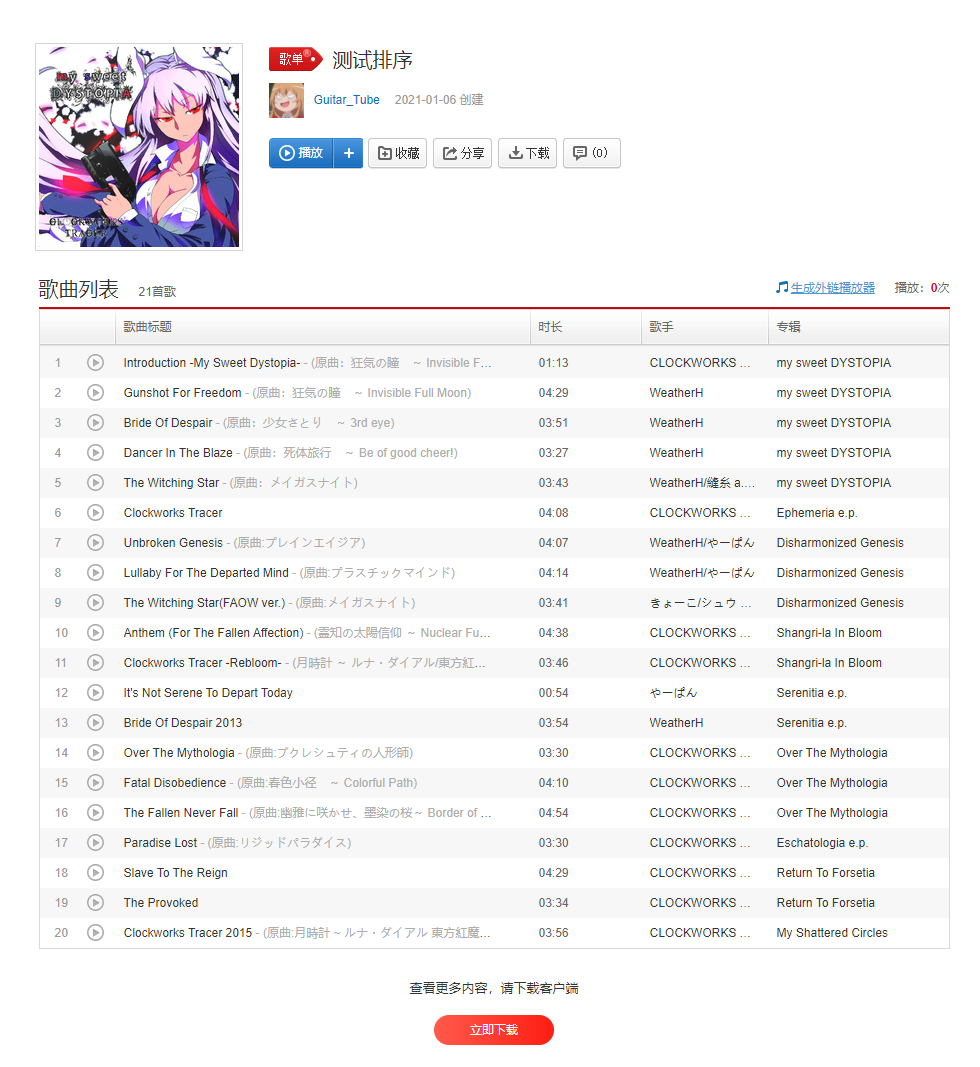 my sweet
DYSTOPIA
歌单
测试排序
Guitar_Tube 2021-01-06 创建
播放 + 收藏 分享 下载 (0)
歌曲列表 21首歌 生成外链播放器 播放：0次
歌曲标题 时长 歌手 专辑
1 Introduction -My Sweet Dystopia- - (原曲：狂気の瞳　～ Invisible F... 01:13 CLOCKWORKS ... my sweet DYSTOPIA
2 Gunshot For Freedom - (原曲：狂気の瞳　～ Invisible Full Moon) 04:29 WeatherH my sweet DYSTOPIA
3 Bride Of Despair - (原曲：少女さとり　～ 3rd eye) 03:51 WeatherH my sweet DYSTOPIA
4 Dancer In The Blaze - (原曲：死体旅行　～ Be of good cheer!) 03:27 WeatherH my sweet DYSTOPIA
5 The Witching Star - (原曲：メイガスナイト) 03:43 WeatherH/縫糸 a.... my sweet DYSTOPIA
6 Clockworks Tracer 04:08 CLOCKWORKS ... Ephemeria e.p.
7 Unbroken Genesis - (原曲:プレインエイジア) 04:07 WeatherH/やーぱん Disharmonized Genesis
8 Lullaby For The Departed Mind - (原曲:プラスチックマインド) 04:14 WeatherH/やーぱん Disharmonized Genesis
9 The Witching Star(FAOW ver.) - (原曲:メイガスナイト) 03:41 きょーこ/シュウ ... Disharmonized Genesis
10 Anthem (For The Fallen Affection) - (霊知の太陽信仰 ～ Nuclear Fu... 04:38 CLOCKWORKS ... Shangri-la In Bloom
11 Clockworks Tracer -Rebloom- - (月時計 ～ ルナ・ダイアル/東方紅... 03:46 CLOCKWORKS ... Shangri-la In Bloom
12 It's Not Serene To Depart Today 00:54 やーぱん Serenitia e.p.
13 Bride Of Despair 2013 03:54 WeatherH Serenitia e.p.
14 Over The Mythologia - (原曲:ブクレシュティの人形師) 03:30 CLOCKWORKS ... Over The Mythologia
15 Fatal Disobedience - (原曲:春色小径　～ Colorful Path) 04:10 CLOCKWORKS ... Over The Mythologia
16 The Fallen Never Fall - (原曲:幽雅に咲かせ、墨染の桜～ Border of ... 04:54 CLOCKWORKS ... Over The Mythologia
17 Paradise Lost - (原曲:リジッドパラダイス) 03:30 CLOCKWORKS ... Eschatologia e.p.
18 Slave To The Reign 04:29 CLOCKWORKS ... Return To Forsetia
19 The Provoked 03:34 CLOCKWORKS ... Return To Forsetia
20 Clockworks Tracer 2015 - (原曲:月時計 ~ ルナ・ダイアル 東方紅魔... 03:56 CLOCKWORKS ... My Shattered Circles
查看更多内容，请下载客户端
立即下载